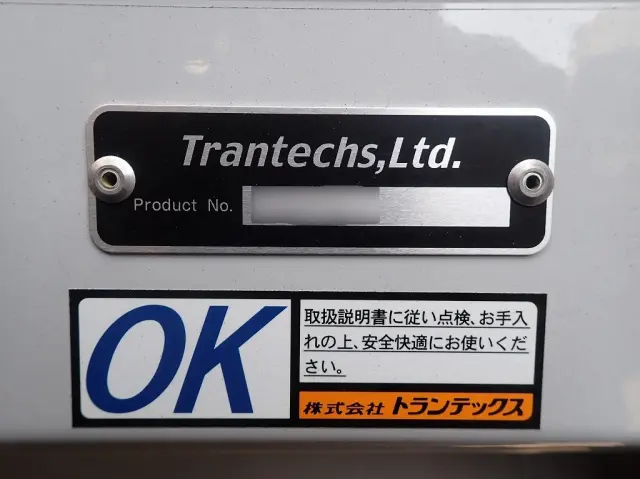 Trantechs,Ltd.
Product No.
OK
取扱説明書に従い点検、お手入
れの上、安全快適にお使いくだ
さい。
株式会社 トランテックス